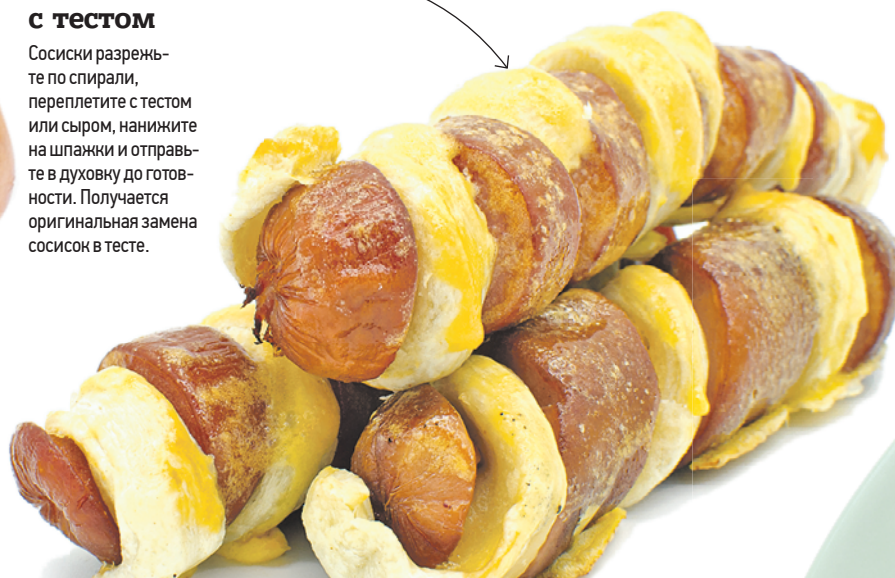 с тестом
Сосиски разрежь-
те по спирали,
переплетите с тестом
или сыром, нанижите
на шпажки и отправь-
те в духовку до готов-
ности. Получается
оригинальная замена
сосисок в тесте.